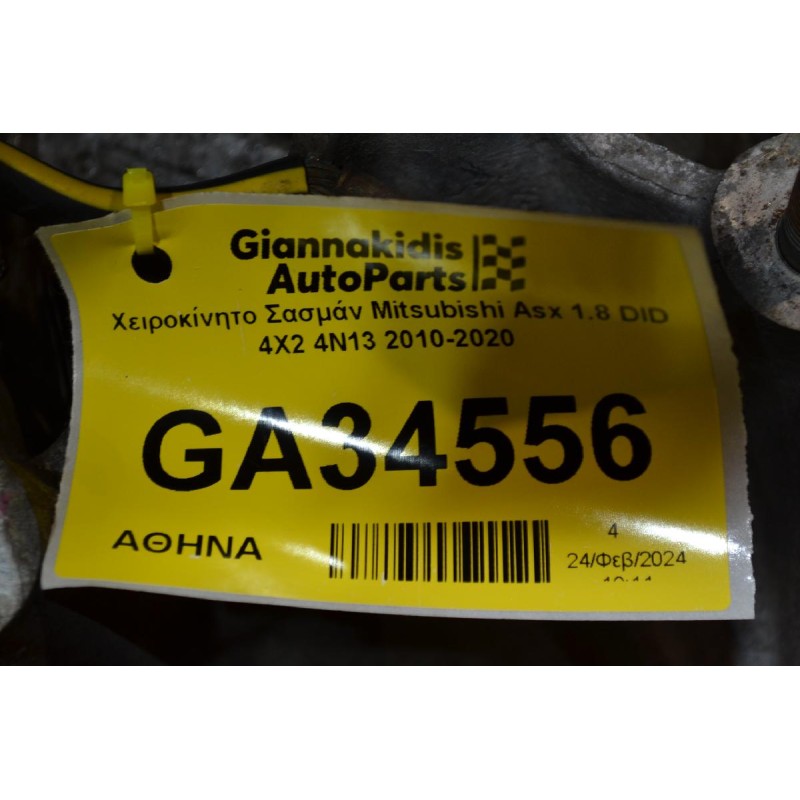 Giannakidis
AutoParts
Χειροκίνητο Σασμάν Mitsubishi Asx 1.8 DID
4X2 4N13 2010-2020
GA34556
ΑΘΗΝΑ
4
24/Φεβ/2024